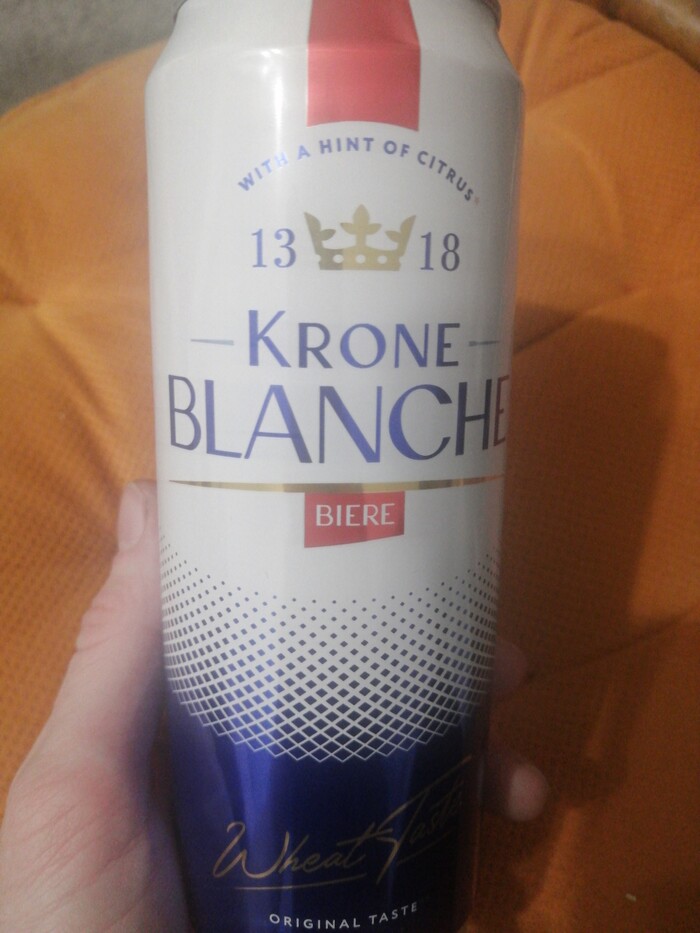 WITH A HINT OF CITRUS*
13 18
KRONE
BLANCHE
BIERE
Wheat Taste
ORIGINAL TASTE